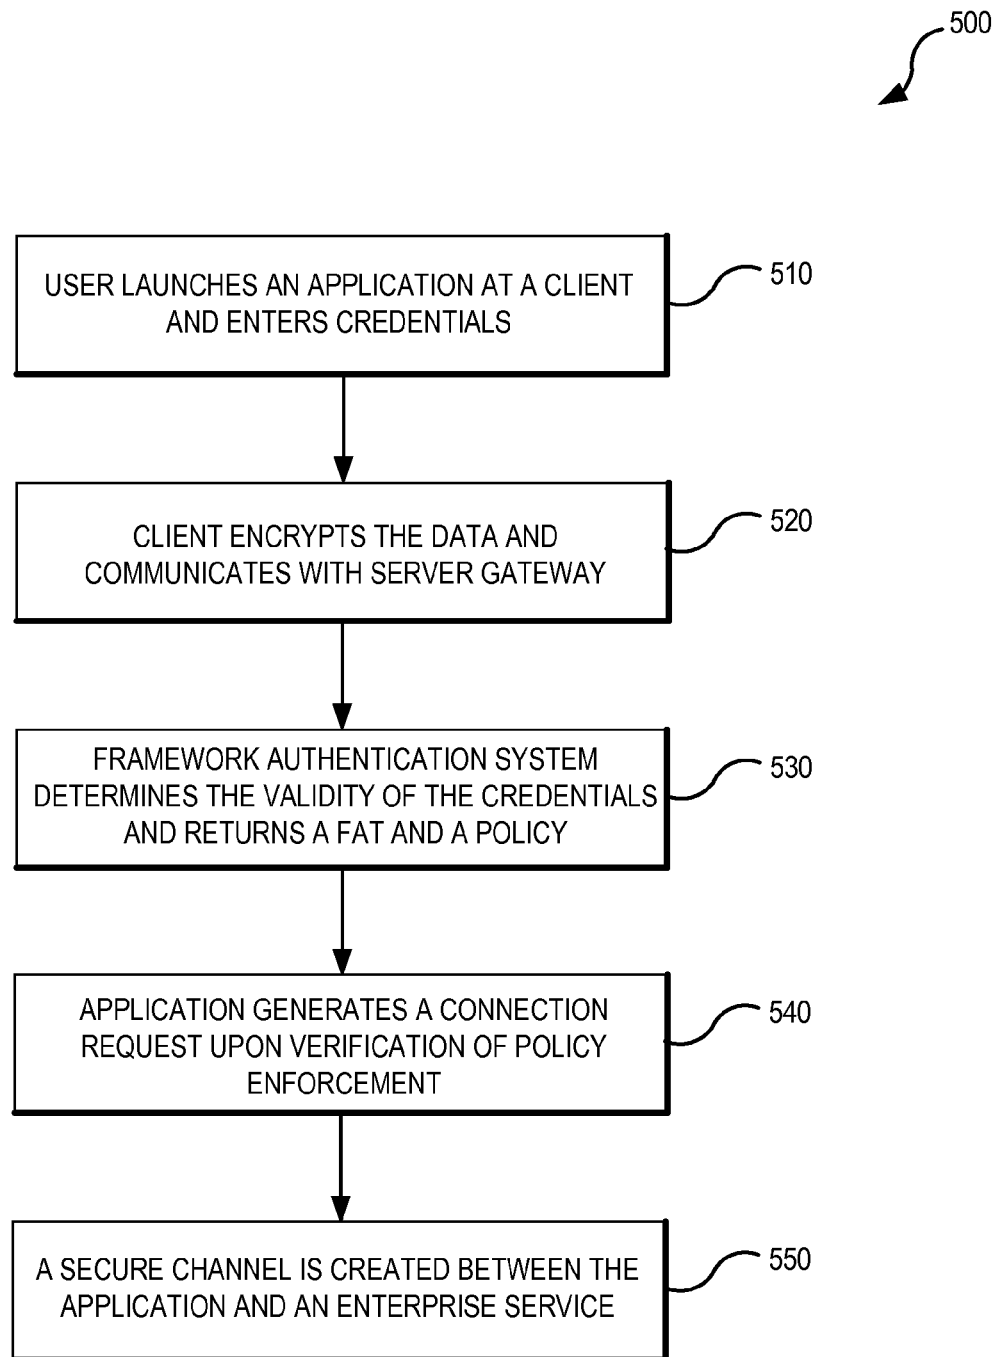 500
USER LAUNCHES AN APPLICATION AT A CLIENT
AND ENTERS CREDENTIALS
510
CLIENT ENCRYPTS THE DATA AND
COMMUNICATES WITH SERVER GATEWAY
520
FRAMEWORK AUTHENTICATION SYSTEM
DETERMINES THE VALIDITY OF THE CREDENTIALS
AND RETURNS A FAT AND A POLICY
530
APPLICATION GENERATES A CONNECTION
REQUEST UPON VERIFICATION OF POLICY
ENFORCEMENT
540
A SECURE CHANNEL IS CREATED BETWEEN THE
APPLICATION AND AN ENTERPRISE SERVICE
550